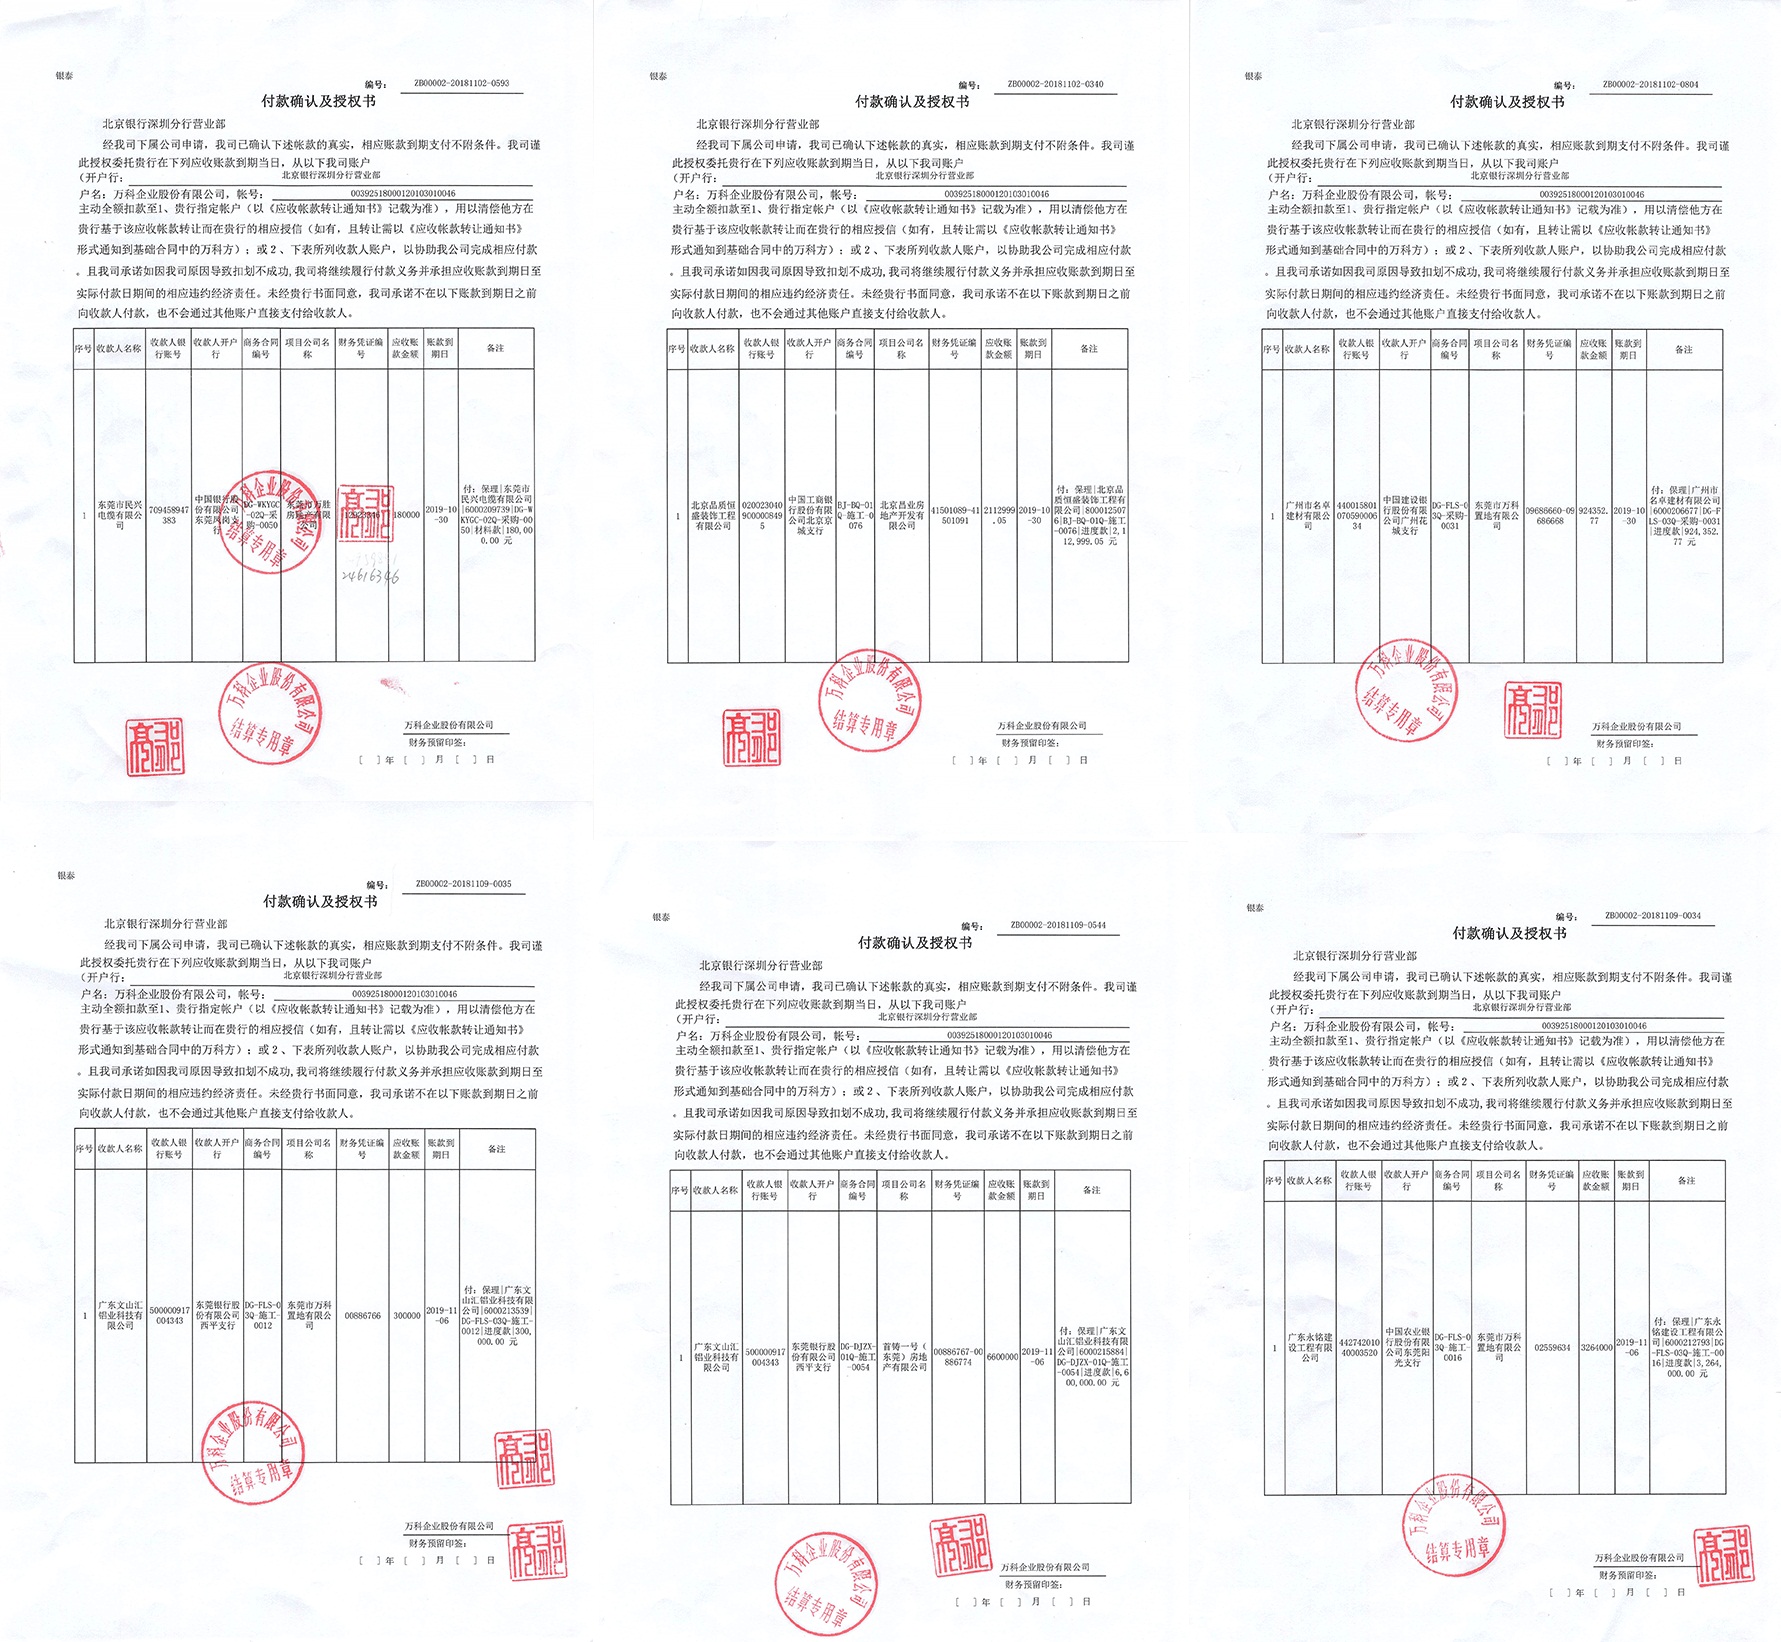 银泰
编号： ZB00002-20181102-0593
付款确认及授权书
北京银行深圳分行营业部
经我司下属公司申请，我司已确认下述帐款的真实，相应账款到期支付不附条件。我司谨
此授权委托贵行在下列应收账款到期当日，从以下我司账户
（开户行： 北京银行深圳分行营业部
户名：万科企业股份有限公司，帐号： 00392518000120103010046
主动全额扣款至1、贵行指定帐户（以《应收帐款转让通知书》记载为准），用以清偿他方在
贵行基于该应收帐款转让而在贵行的相应授信（如有，且转让需以《应收帐款转让通知书》
形式通知到基础合同中的万科方）；或2、下表所列收款人账户，以协助我公司完成相应付款
。且我司承诺如因我司原因导致扣划不成功,我司将继续履行付款义务并承担应收账款到期日至
实际付款日期间的相应违约经济责任。未经贵行书面同意，我司承诺不在以下账款到期日之前
向收款人付款，也不会通过其他账户直接支付给收款人。
序号 收款人名称 收款人银行账号 收款人开户行 商务合同编号 项目公司名称 财务凭证编号 应收账款金额 账款到期日 备注
1 东莞市民兴电缆有限公司 709458947383 中国银行股份有限公司东莞凤岗支行 DG-WKYGC-02Q-采购-0050 东莞市万胜房地产有限公司 180000 2019-10-30 付：保理|东莞市民兴电缆有限公司|6000209739|DG-WKYGC-02Q-采购-0050|材料款|180,000.00 元
24616346
万科企业股份有限公司
结算专用章
万科企业股份有限公司
结算专用章
万科企业股份有限公司
财务预留印签：
[ ]年 [ ] 月 [ ] 日
银泰
编号： ZB00002-20181102-0340
付款确认及授权书
北京银行深圳分行营业部
经我司下属公司申请，我司已确认下述帐款的真实，相应账款到期支付不附条件。我司谨
此授权委托贵行在下列应收账款到期当日，从以下我司账户
（开户行： 北京银行深圳分行营业部
户名：万科企业股份有限公司，帐号： 00392518000120103010046
主动全额扣款至1、贵行指定帐户（以《应收帐款转让通知书》记载为准），用以清偿他方在
贵行基于该应收帐款转让而在贵行的相应授信（如有，且转让需以《应收帐款转让通知书》
形式通知到基础合同中的万科方）；或2、下表所列收款人账户，以协助我公司完成相应付款
。且我司承诺如因我司原因导致扣划不成功,我司将继续履行付款义务并承担应收账款到期日至
实际付款日期间的相应违约经济责任。未经贵行书面同意，我司承诺不在以下账款到期日之前
向收款人付款，也不会通过其他账户直接支付给收款人。
序号 收款人名称 收款人银行账号 收款人开户行 商务合同编号 项目公司名称 财务凭证编号 应收账款金额 账款到期日 备注
1 北京品质恒盛装饰工程有限公司 0200230409000008495 中国工商银行股份有限公司北京京城支行 BJ-BQ-01Q-施工-0076 北京昌业房地产开发有限公司 41501089-41501091 2112999.05 2019-10-30 付：保理|北京品质恒盛装饰工程有限公司|8000125076|BJ-BQ-01Q-施工-0076|进度款|2,112,999.05 元
万科企业股份有限公司
结算专用章
万科企业股份有限公司
财务预留印签：
[ ]年 [ ] 月 [ ] 日
银泰
编号： ZB00002-20181102-0804
付款确认及授权书
北京银行深圳分行营业部
经我司下属公司申请，我司已确认下述帐款的真实，相应账款到期支付不附条件。我司谨
此授权委托贵行在下列应收账款到期当日，从以下我司账户
（开户行： 北京银行深圳分行营业部
户名：万科企业股份有限公司，帐号： 00392518000120103010046
主动全额扣款至1、贵行指定帐户（以《应收帐款转让通知书》记载为准），用以清偿他方在
贵行基于该应收帐款转让而在贵行的相应授信（如有，且转让需以《应收帐款转让通知书》
形式通知到基础合同中的万科方）；或2、下表所列收款人账户，以协助我公司完成相应付款
。且我司承诺如因我司原因导致扣划不成功,我司将继续履行付款义务并承担应收账款到期日至
实际付款日期间的相应违约经济责任。未经贵行书面同意，我司承诺不在以下账款到期日之前
向收款人付款，也不会通过其他账户直接支付给收款人。
序号 收款人名称 收款人银行账号 收款人开户行 商务合同编号 项目公司名称 财务凭证编号 应收账款金额 账款到期日 备注
1 广州市名卓建材有限公司 44001580107059000634 中国建设银行股份有限公司广州花城支行 DG-FLS-03Q-采购-0031 东莞市万科置地有限公司 09686660-09686668 924352.77 2019-10-30 付：保理|广州市名卓建材有限公司|6000206677|DG-FLS-03Q-采购-0031|进度款|924,352.77 元
万科企业股份有限公司
结算专用章
万科企业股份有限公司
财务预留印签：
[ ]年 [ ] 月 [ ] 日
银泰
编号： ZB00002-20181109-0035
付款确认及授权书
北京银行深圳分行营业部
经我司下属公司申请，我司已确认下述帐款的真实，相应账款到期支付不附条件。我司谨
此授权委托贵行在下列应收账款到期当日，从以下我司账户
（开户行： 北京银行深圳分行营业部
户名：万科企业股份有限公司，帐号： 00392518000120103010046
主动全额扣款至1、贵行指定帐户（以《应收帐款转让通知书》记载为准），用以清偿他方在
贵行基于该应收帐款转让而在贵行的相应授信（如有，且转让需以《应收帐款转让通知书》
形式通知到基础合同中的万科方）；或2、下表所列收款人账户，以协助我公司完成相应付款
。且我司承诺如因我司原因导致扣划不成功,我司将继续履行付款义务并承担应收账款到期日至
实际付款日期间的相应违约经济责任。未经贵行书面同意，我司承诺不在以下账款到期日之前
向收款人付款，也不会通过其他账户直接支付给收款人。
序号 收款人名称 收款人银行账号 收款人开户行 商务合同编号 项目公司名称 财务凭证编号 应收账款金额 账款到期日 备注
1 广东文山汇铝业科技有限公司 500000917004343 东莞银行股份有限公司西平支行 DG-FLS-03Q-施工-0012 东莞市万科置地有限公司 00886766 300000 2019-11-06 付：保理|广东文山汇铝业科技有限公司|6000213539|DG-FLS-03Q-施工-0012|进度款|300,000.00 元
万科企业股份有限公司
结算专用章
万科企业股份有限公司
财务预留印签：
[ ]年 [ ] 月 [ ] 日
银泰
编号： ZB00002-20181109-0544
付款确认及授权书
北京银行深圳分行营业部
经我司下属公司申请，我司已确认下述帐款的真实，相应账款到期支付不附条件。我司谨
此授权委托贵行在下列应收账款到期当日，从以下我司账户
（开户行： 北京银行深圳分行营业部
户名：万科企业股份有限公司，帐号： 00392518000120103010046
主动全额扣款至1、贵行指定帐户（以《应收帐款转让通知书》记载为准），用以清偿他方在
贵行基于该应收帐款转让而在贵行的相应授信（如有，且转让需以《应收帐款转让通知书》
形式通知到基础合同中的万科方）；或2、下表所列收款人账户，以协助我公司完成相应付款
。且我司承诺如因我司原因导致扣划不成功,我司将继续履行付款义务并承担应收账款到期日至
实际付款日期间的相应违约经济责任。未经贵行书面同意，我司承诺不在以下账款到期日之前
向收款人付款，也不会通过其他账户直接支付给收款人。
序号 收款人名称 收款人银行账号 收款人开户行 商务合同编号 项目公司名称 财务凭证编号 应收账款金额 账款到期日 备注
1 广东文山汇铝业科技有限公司 500000917004343 东莞银行股份有限公司西平支行 DG-DJZX-01Q-施工-0054 首铸一号（东莞）房地产有限公司 00886767-00886774 6600000 2019-11-06 付：保理|广东文山汇铝业科技有限公司|6000215884|DG-DJZX-01Q-施工-0054|进度款|6,600,000.00 元
万科企业股份有限公司
结算专用章
万科企业股份有限公司
财务预留印签：
[ ]年 [ ] 月 [ ] 日
银泰
编号： ZB00002-20181109-0034
付款确认及授权书
北京银行深圳分行营业部
经我司下属公司申请，我司已确认下述帐款的真实，相应账款到期支付不附条件。我司谨
此授权委托贵行在下列应收账款到期当日，从以下我司账户
（开户行： 北京银行深圳分行营业部
户名：万科企业股份有限公司，帐号： 00392518000120103010046
主动全额扣款至1、贵行指定帐户（以《应收帐款转让通知书》记载为准），用以清偿他方在
贵行基于该应收帐款转让而在贵行的相应授信（如有，且转让需以《应收帐款转让通知书》
形式通知到基础合同中的万科方）；或2、下表所列收款人账户，以协助我公司完成相应付款
。且我司承诺如因我司原因导致扣划不成功,我司将继续履行付款义务并承担应收账款到期日至
实际付款日期间的相应违约经济责任。未经贵行书面同意，我司承诺不在以下账款到期日之前
向收款人付款，也不会通过其他账户直接支付给收款人。
序号 收款人名称 收款人银行账号 收款人开户行 商务合同编号 项目公司名称 财务凭证编号 应收账款金额 账款到期日 备注
1 广东永铭建设工程有限公司 44274201040003520 中国农业银行股份有限公司东莞阳光支行 DG-FLS-03Q-施工-0016 东莞市万科置地有限公司 02559634 3264000 2019-11-06 付：保理|广东永铭建设工程有限公司|6000212793|DG-FLS-03Q-施工-0016|进度款|3,264,000.00 元
万科企业股份有限公司
结算专用章
万科企业股份有限公司
财务预留印签：
[ ]年 [ ] 月 [ ] 日